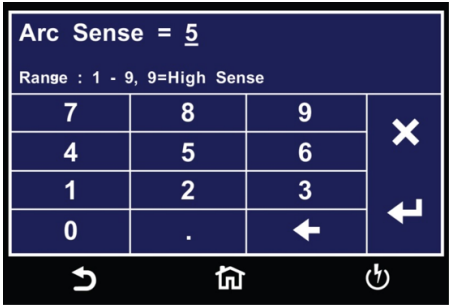 Arc Sense = 5
Range : 1 - 9, 9=High Sense
7 8 9
4 5 6
1 2 3
0 .